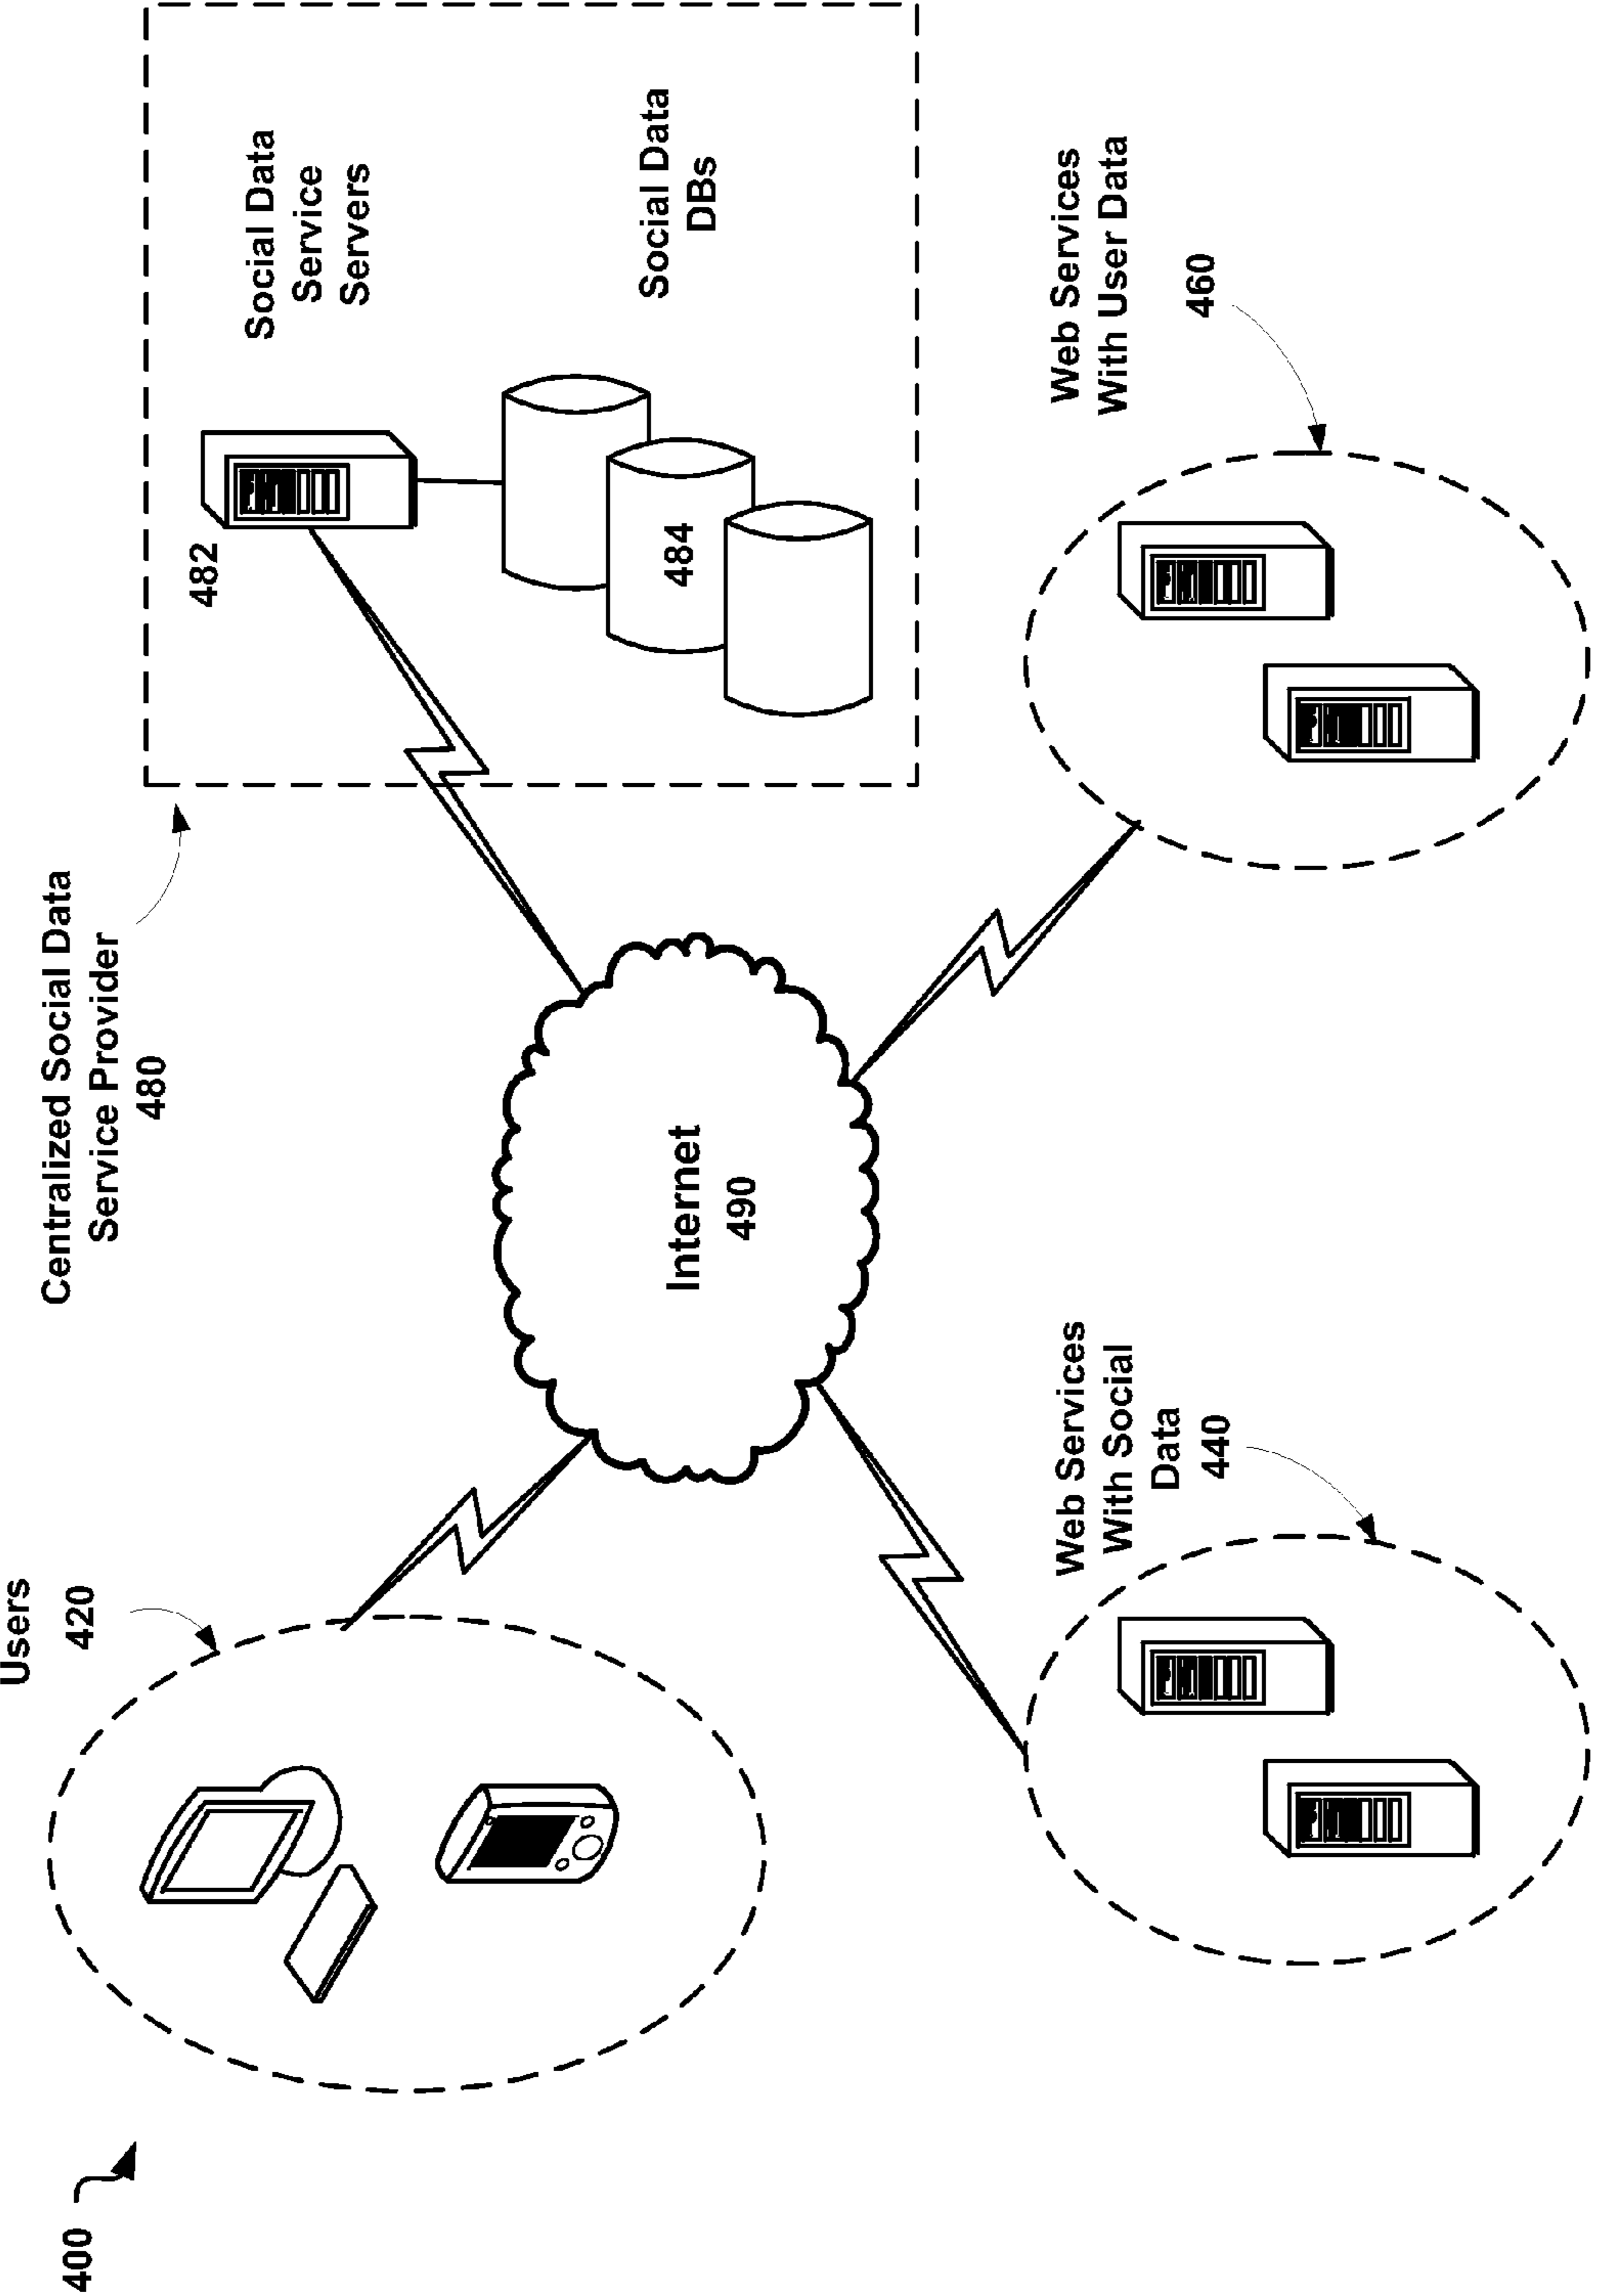 400
Users
420
Centralized Social Data
Service Provider
480
482
Social Data
Service
Servers
484
Social Data
DBs
Internet
490
Web Services
With Social
Data
440
Web Services
With User Data
460